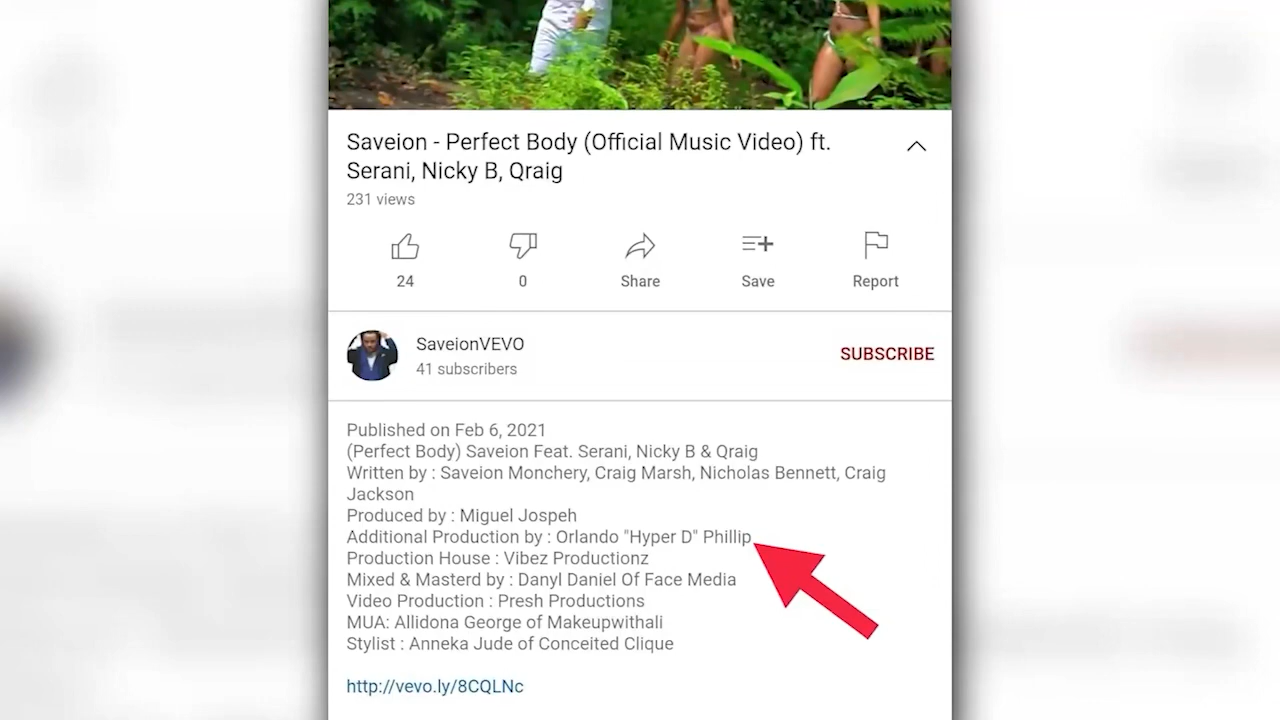 Saveion - Perfect Body (Official Music Video) ft.
Serani, Nicky B, Qraig
231 views
24
0
Share
Save
Report
SaveionVEVO
41 subscribers
SUBSCRIBE
Published on Feb 6, 2021
(Perfect Body) Saveion Feat. Serani, Nicky B & Qraig
Written by : Saveion Monchery, Craig Marsh, Nicholas Bennett, Craig
Jackson
Produced by : Miguel Jospeh
Additional Production by : Orlando "Hyper D" Phillip
Production House : Vibez Productionz
Mixed & Masterd by : Danyl Daniel Of Face Media
Video Production : Presh Productions
MUA: Allidona George of Makeupwithali
Stylist : Anneka Jude of Conceited Clique
http://vevo.ly/8CQLNc